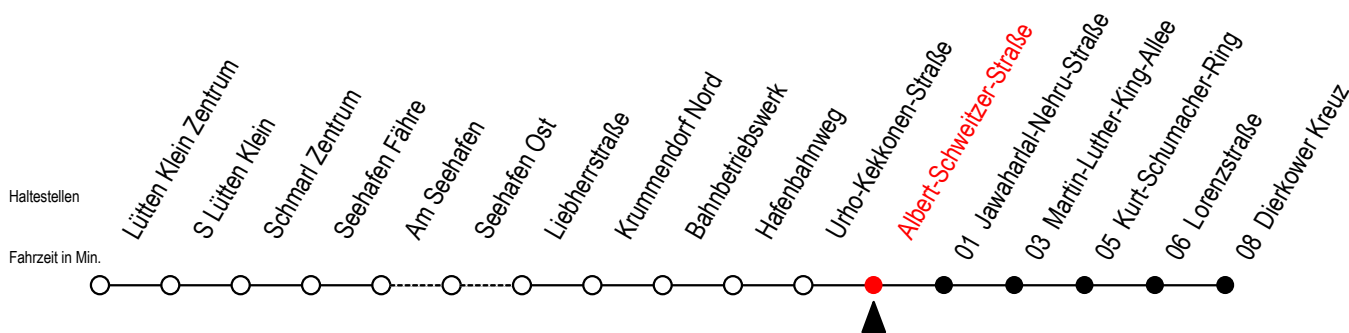 Haltestellen
Lütten Klein Zentrum
S Lütten Klein
Schmarl Zentrum
Seehafen Fähre
Am Seehafen
Seehafen Ost
Liebherrstraße
Krummendorf Nord
Bahnbetriebswerk
Hafenbahnweg
Urho-Kekkonen-Straße
Albert-Schweitzer-Straße
01 Jawaharlal-Nehru-Straße
03 Martin-Luther-King-Allee
05 Kurt-Schumacher-Ring
06 Lorenzstraße
08 Dierkower Kreuz
Fahrzeit in Min.